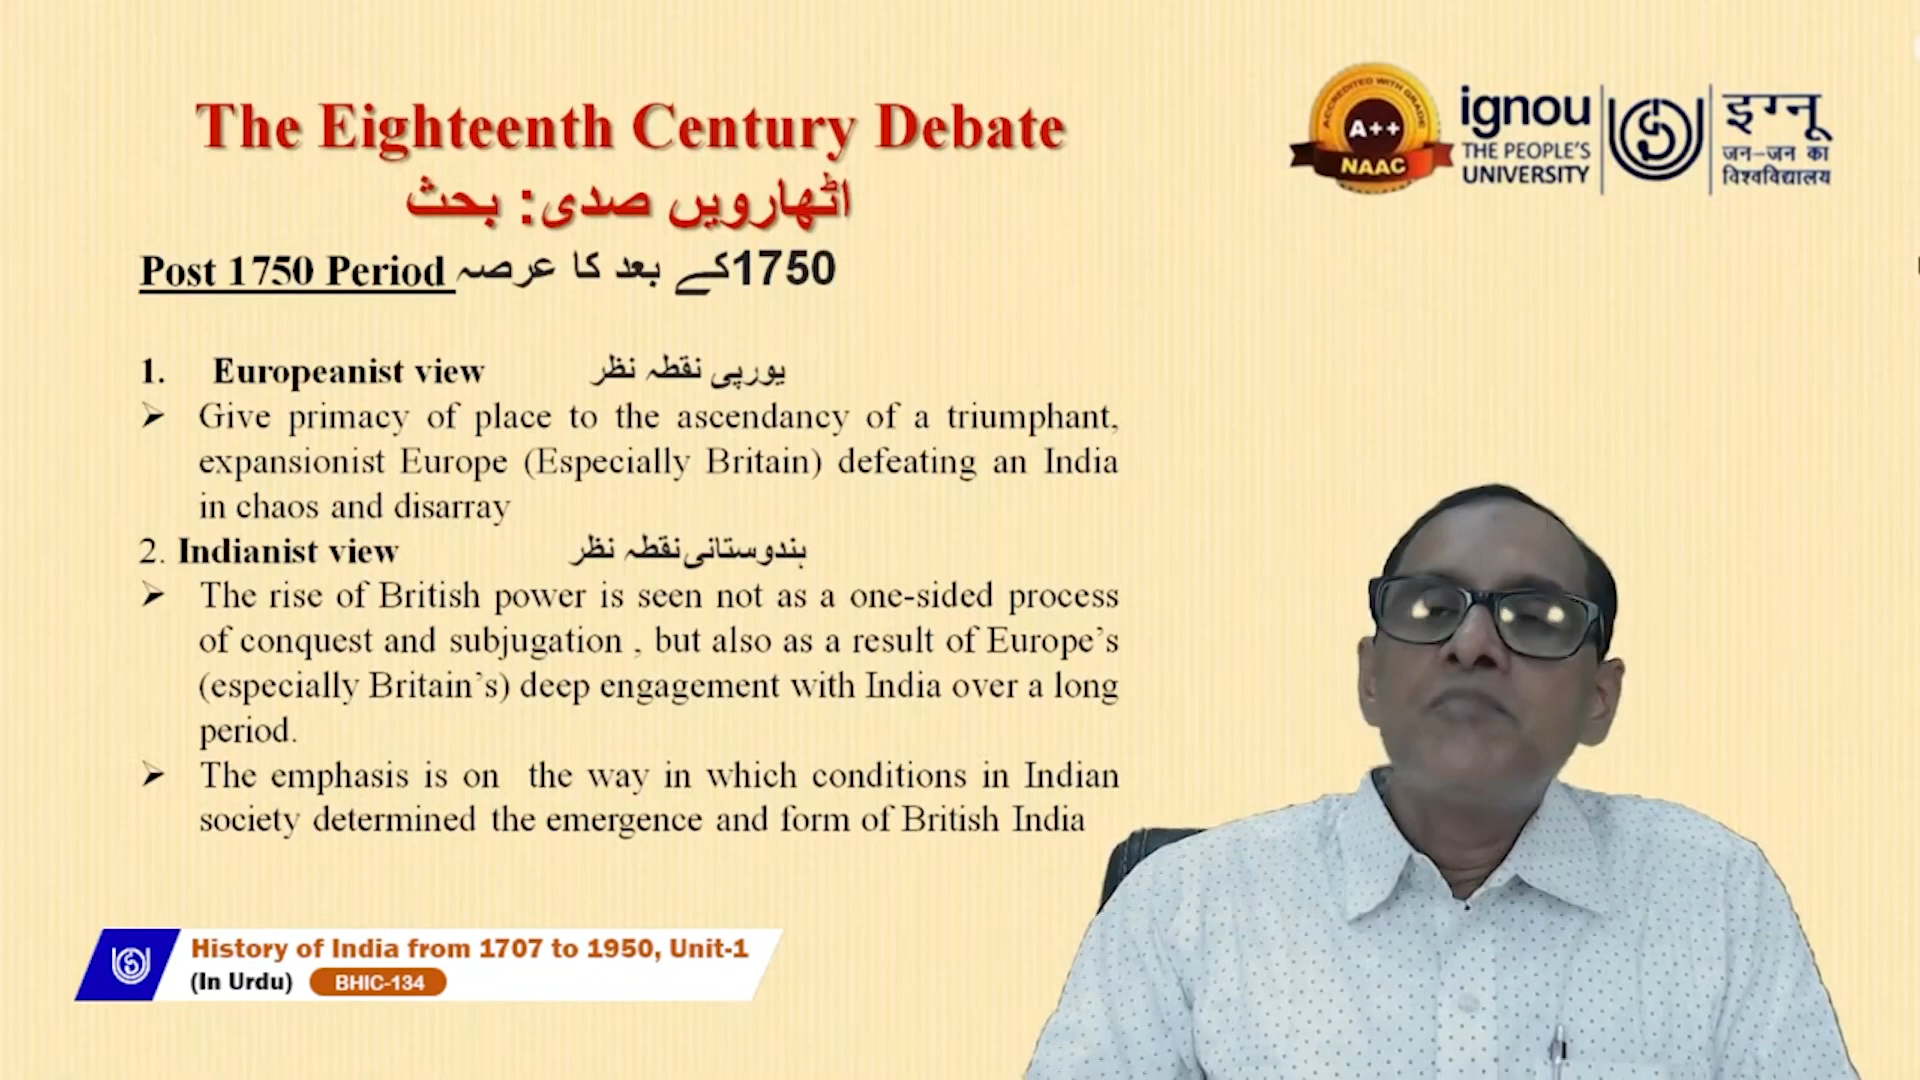 The Eighteenth Century Debate
اٹھارویں صدی: بحث
Post 1750 Period 1750کے بعد کا عرصہ
1. Europeanist view یورپی نقطہ نظر
➢ Give primacy of place to the ascendancy of a triumphant,
expansionist Europe (Especially Britain) defeating an India
in chaos and disarray
2. Indianist view ہندوستانی نقطہ نظر
➢ The rise of British power is seen not as a one-sided process
of conquest and subjugation , but also as a result of Europe’s
(especially Britain’s) deep engagement with India over a long
period.
➢ The emphasis is on the way in which conditions in Indian
society determined the emergence and form of British India
ACCREDITED WITH GRADE
A++
NAAC
ignou
THE PEOPLE'S
UNIVERSITY
इग्नू
जन-जन का
विश्वविद्यालय
History of India from 1707 to 1950, Unit-1
(In Urdu) BHIC-134